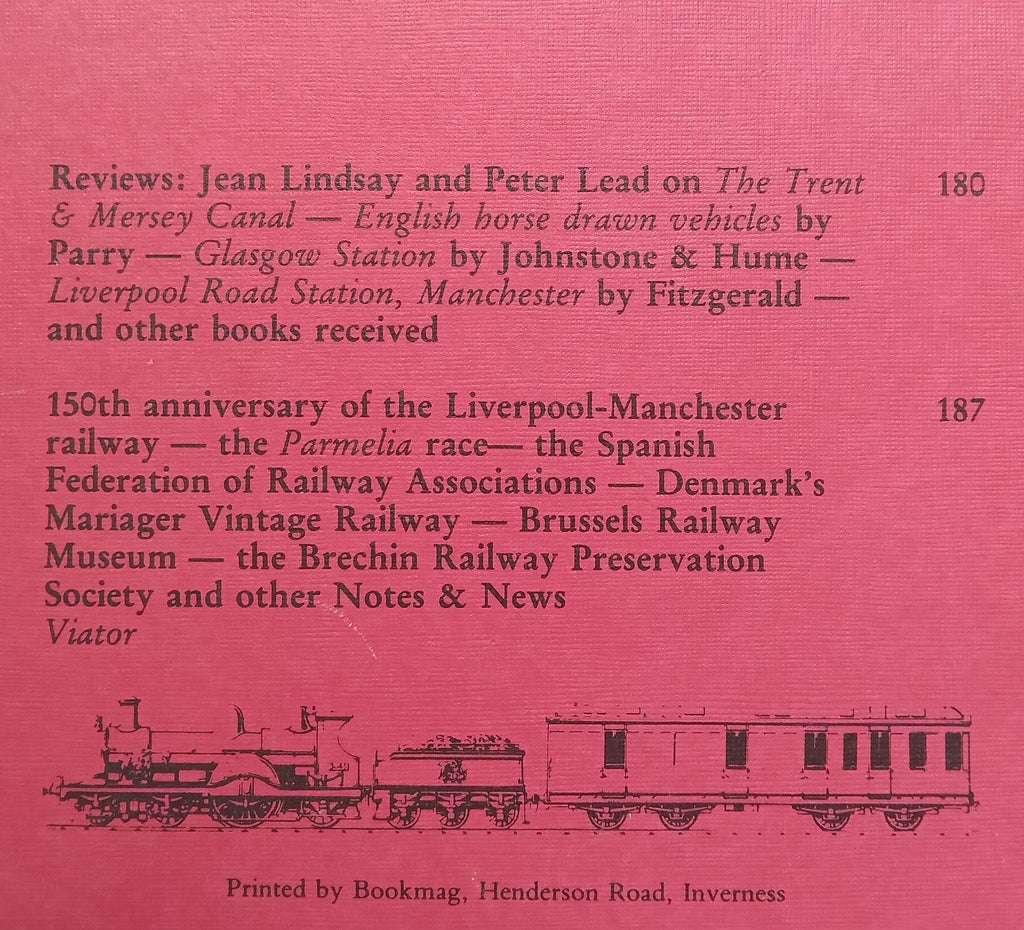 Reviews: Jean Lindsay and Peter Lead on The Trent 180
& Mersey Canal — English horse drawn vehicles by
Parry — Glasgow Station by Johnstone & Hume —
Liverpool Road Station, Manchester by Fitzgerald —
and other books received
150th anniversary of the Liverpool-Manchester 187
railway — the Parmelia race— the Spanish
Federation of Railway Associations — Denmark's
Mariager Vintage Railway — Brussels Railway
Museum — the Brechin Railway Preservation
Society and other Notes & News
Viator
Printed by Bookmag, Henderson Road, Inverness